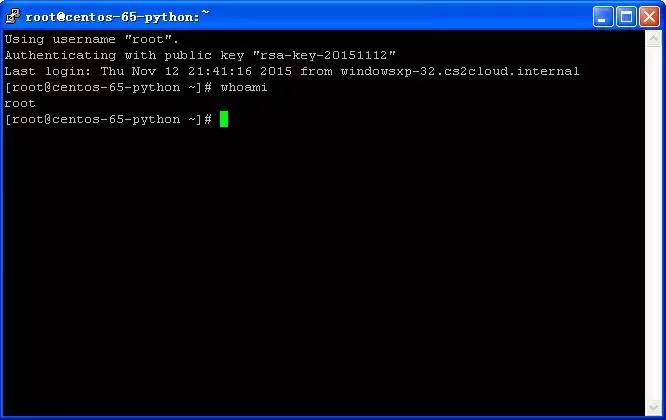 root@centos-65-python:~
Using username "root".
Authenticating with public key "rsa-key-20151112"
Last login: Thu Nov 12 21:41:16 2015 from windowsxp-32.cs2cloud.internal
[root@centos-65-python ~]# whoami
root
[root@centos-65-python ~]#